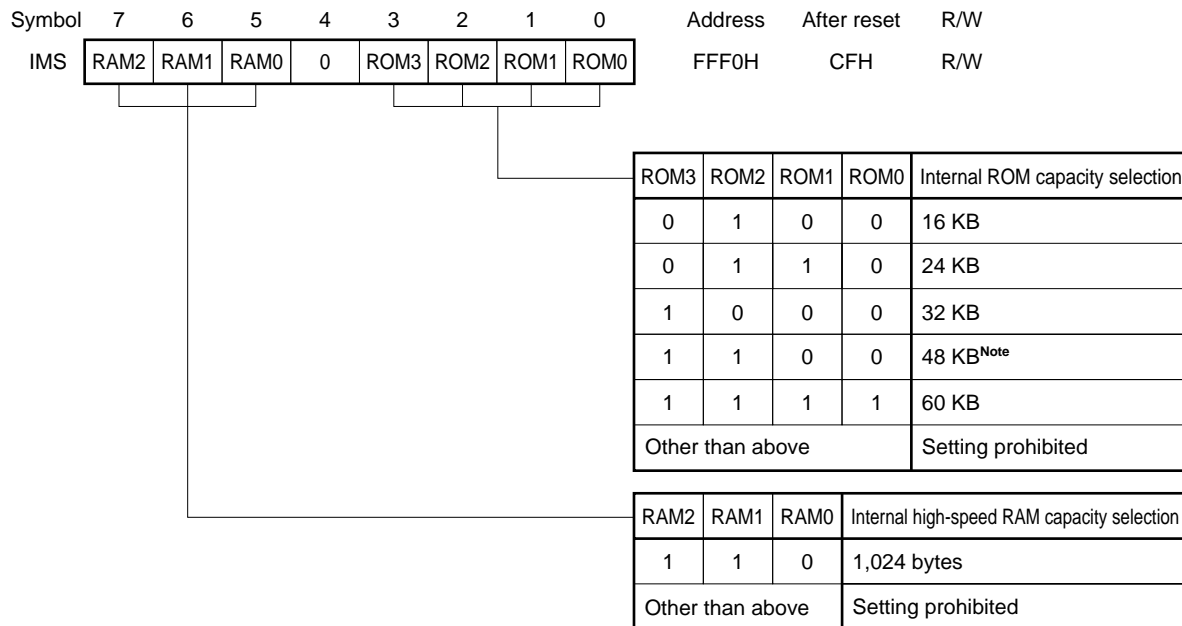 Symbol 7 6 5 4 3 2 1 0 Address After reset R/W
IMS RAM2 RAM1 RAM0 0 ROM3 ROM2 ROM1 ROM0 FFF0H CFH R/W
ROM3 ROM2 ROM1 ROM0 Internal ROM capacity selection
0 1 0 0 16 KB
0 1 1 0 24 KB
1 0 0 0 32 KB
1 1 0 0 48 KBNote
1 1 1 1 60 KB
Other than above Setting prohibited
RAM2 RAM1 RAM0 Internal high-speed RAM capacity selection
1 1 0 1,024 bytes
Other than above Setting prohibited